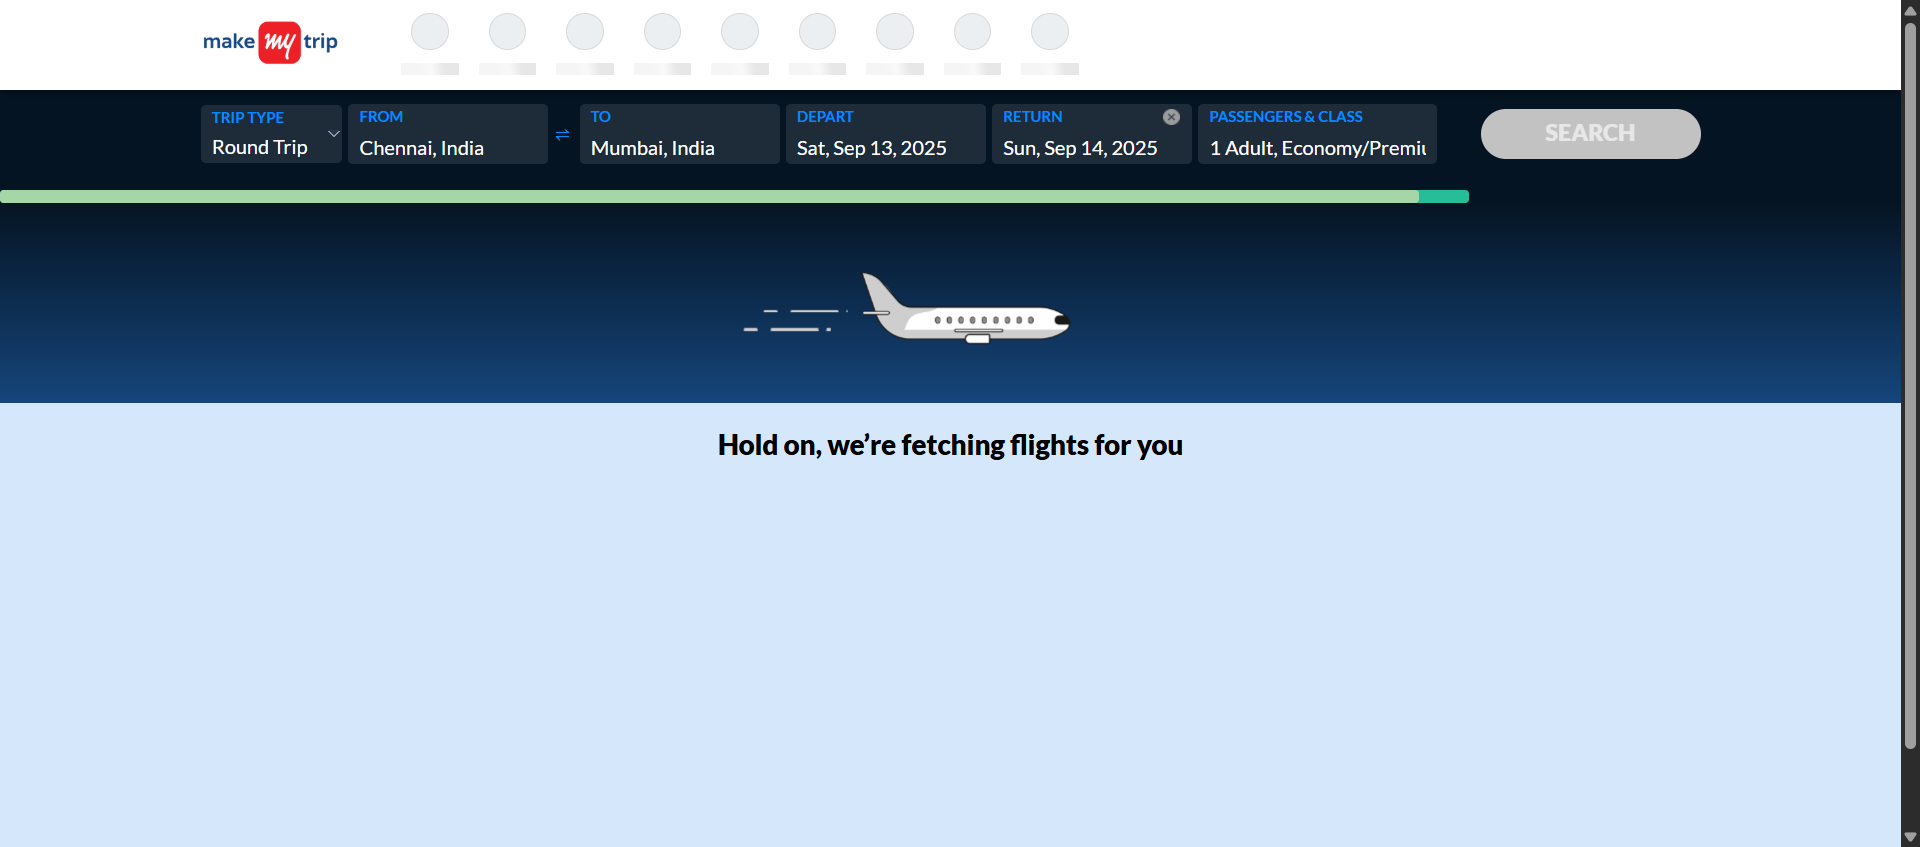 make my trip
TRIP TYPE
Round Trip
FROM
Chennai, India
TO
Mumbai, India
DEPART
Sat, Sep 13, 2025
RETURN
Sun, Sep 14, 2025
PASSENGERS & CLASS
1 Adult, Economy/Premiu
SEARCH
Hold on, we’re fetching flights for you